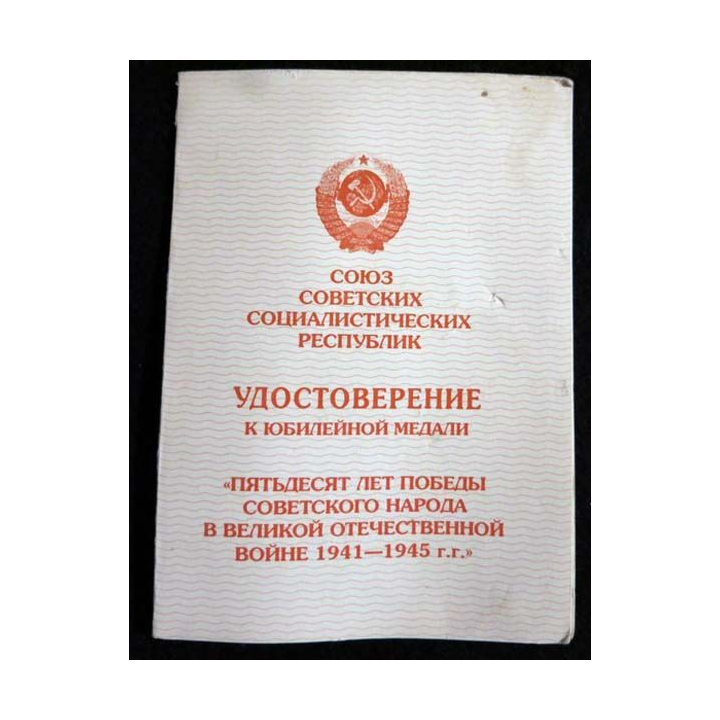 СОЮЗ
СОВЕТСКИХ
СОЦИАЛИСТИЧЕСКИХ
РЕСПУБЛИК
УДОСТОВЕРЕНИЕ
К ЮБИЛЕЙНОЙ МЕДАЛИ
«ПЯТЬДЕСЯТ ЛЕТ ПОБЕДЫ
СОВЕТСКОГО НАРОДА
В ВЕЛИКОЙ ОТЕЧЕСТВЕННОЙ
ВОЙНЕ 1941—1945 г.г.»